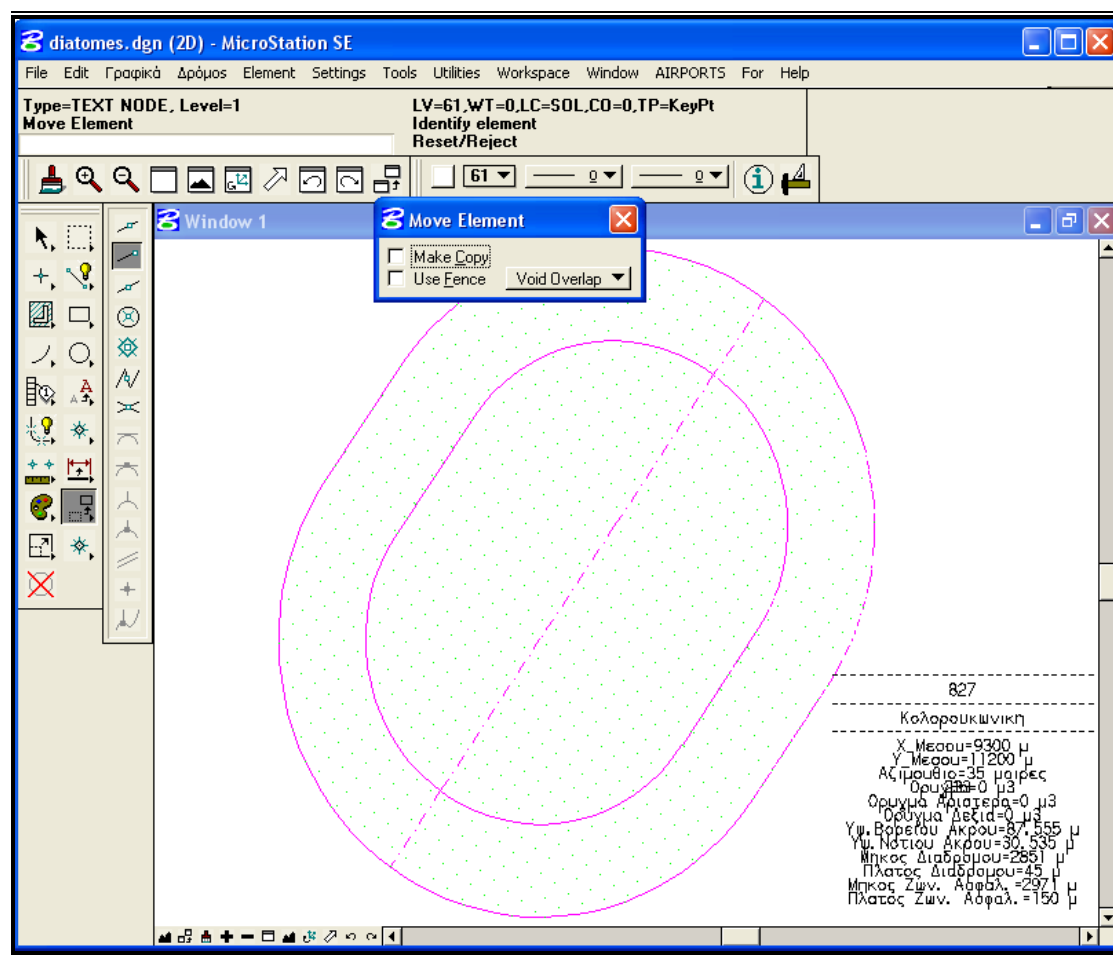 diatomes.dgn (2D) - MicroStation SE
File Edit Γραφικά Δρόμος Element Settings Tools Utilities Workspace Window AIRPORTS For Help
Type=TEXT NODE, Level=1
LV=61,WT=0,LC=SOL,CO=0,TP=KeyPt
Move Element
Identify element
Reset/Reject
61 0 0
Window 1
Move Element
Make Copy
Use Fence Void Overlap
827
Κολορουκωνικη
Χ_Μεσου=9300 μ
Υ_Μεσου=11200 μ
Αζιμουθιο=35 μοιρες
=0 μ3
Ορυγμα Αριστερα=0 μ3
Ορυγμα Δεξια=0 μ3
Υψ.Βορειου Ακρου=87.555 μ
Υψ.Νοτιου Ακρου=30.535 μ
Μηκος Διαδρομου=2851 μ
Πλατος Διαδρομου=45 μ
Μηκος Ζων. Ασφαλ.=2971 μ
Πλατος Ζων. Ασφαλ.=150 μ